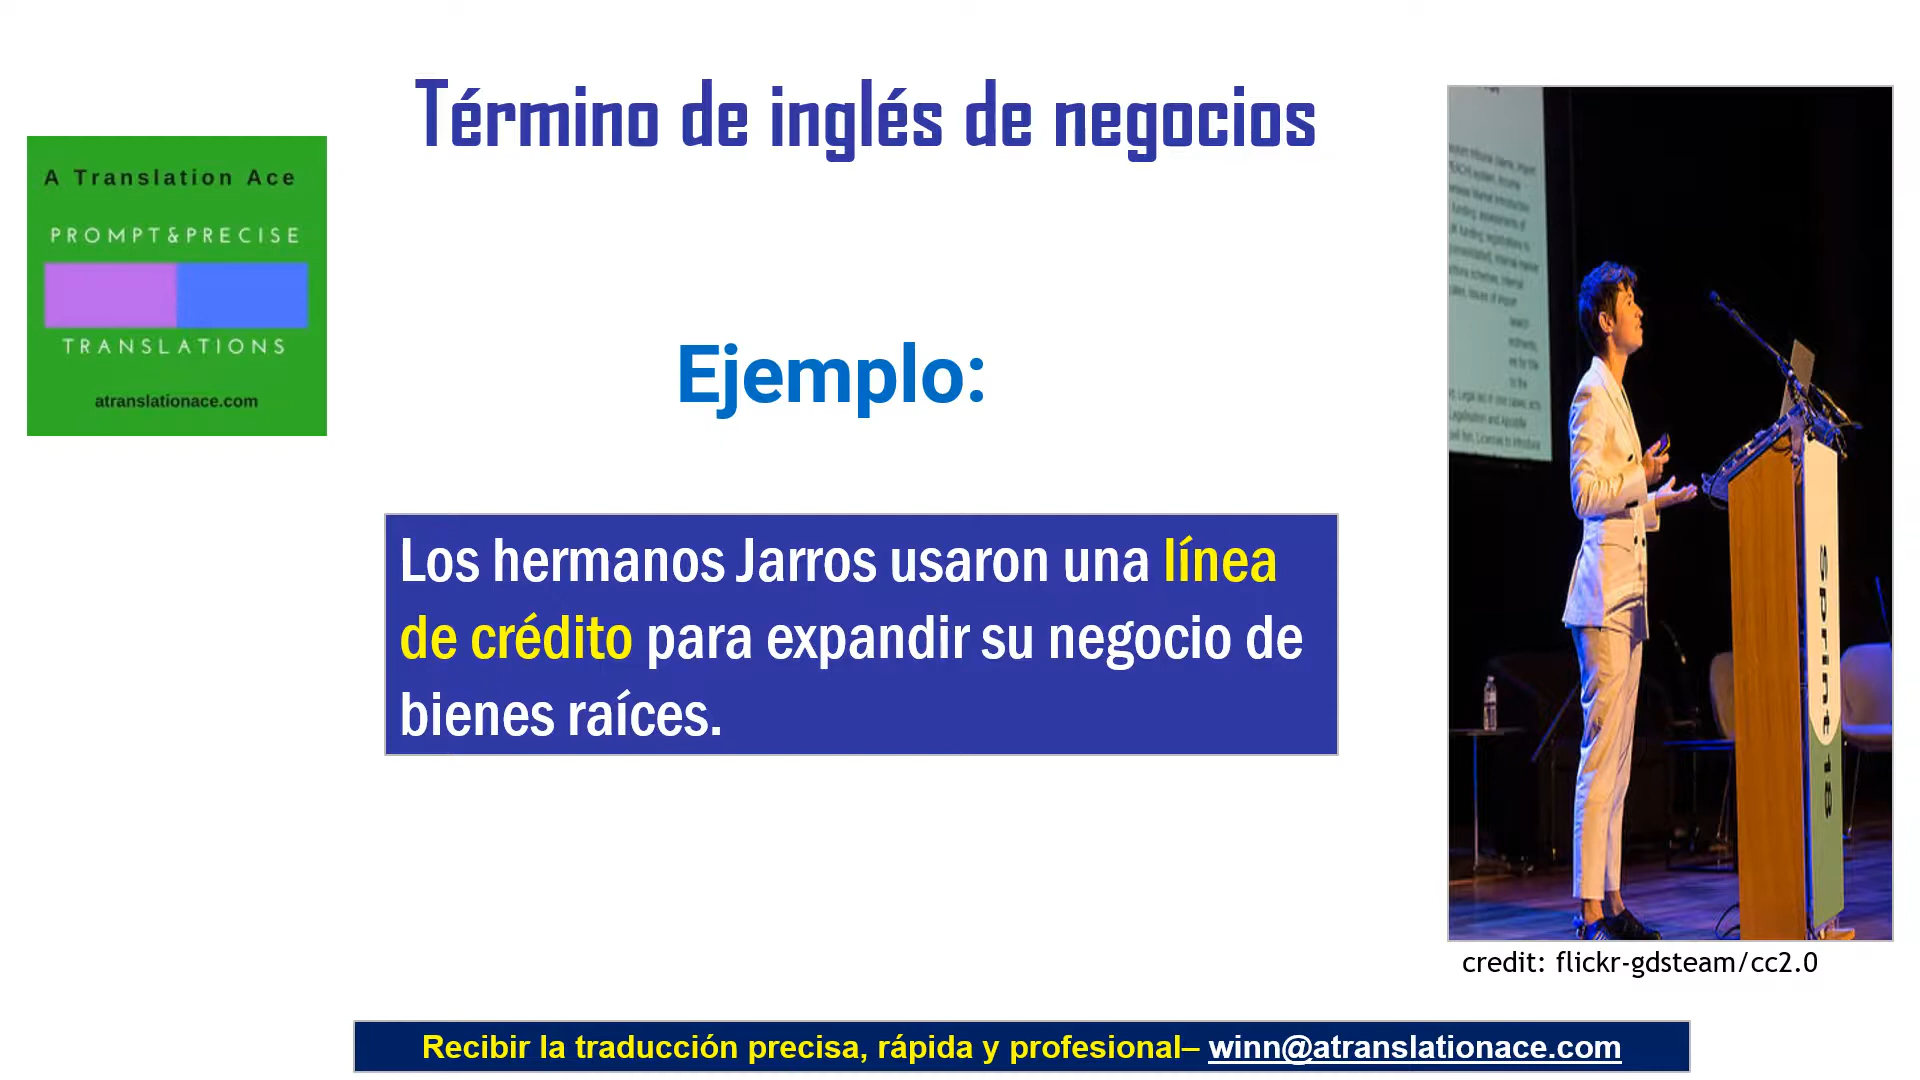 Término de inglés de negocios
A Translation Ace
PROMPT&PRECISE
TRANSLATIONS
atranslationace.com
Ejemplo:
Los hermanos Jarros usaron una línea
de crédito para expandir su negocio de
bienes raíces.
Sprint 18
credit: flickr-gdsteam/cc2.0
Recibir la traducción precisa, rápida y profesional– winn@atranslationace.com